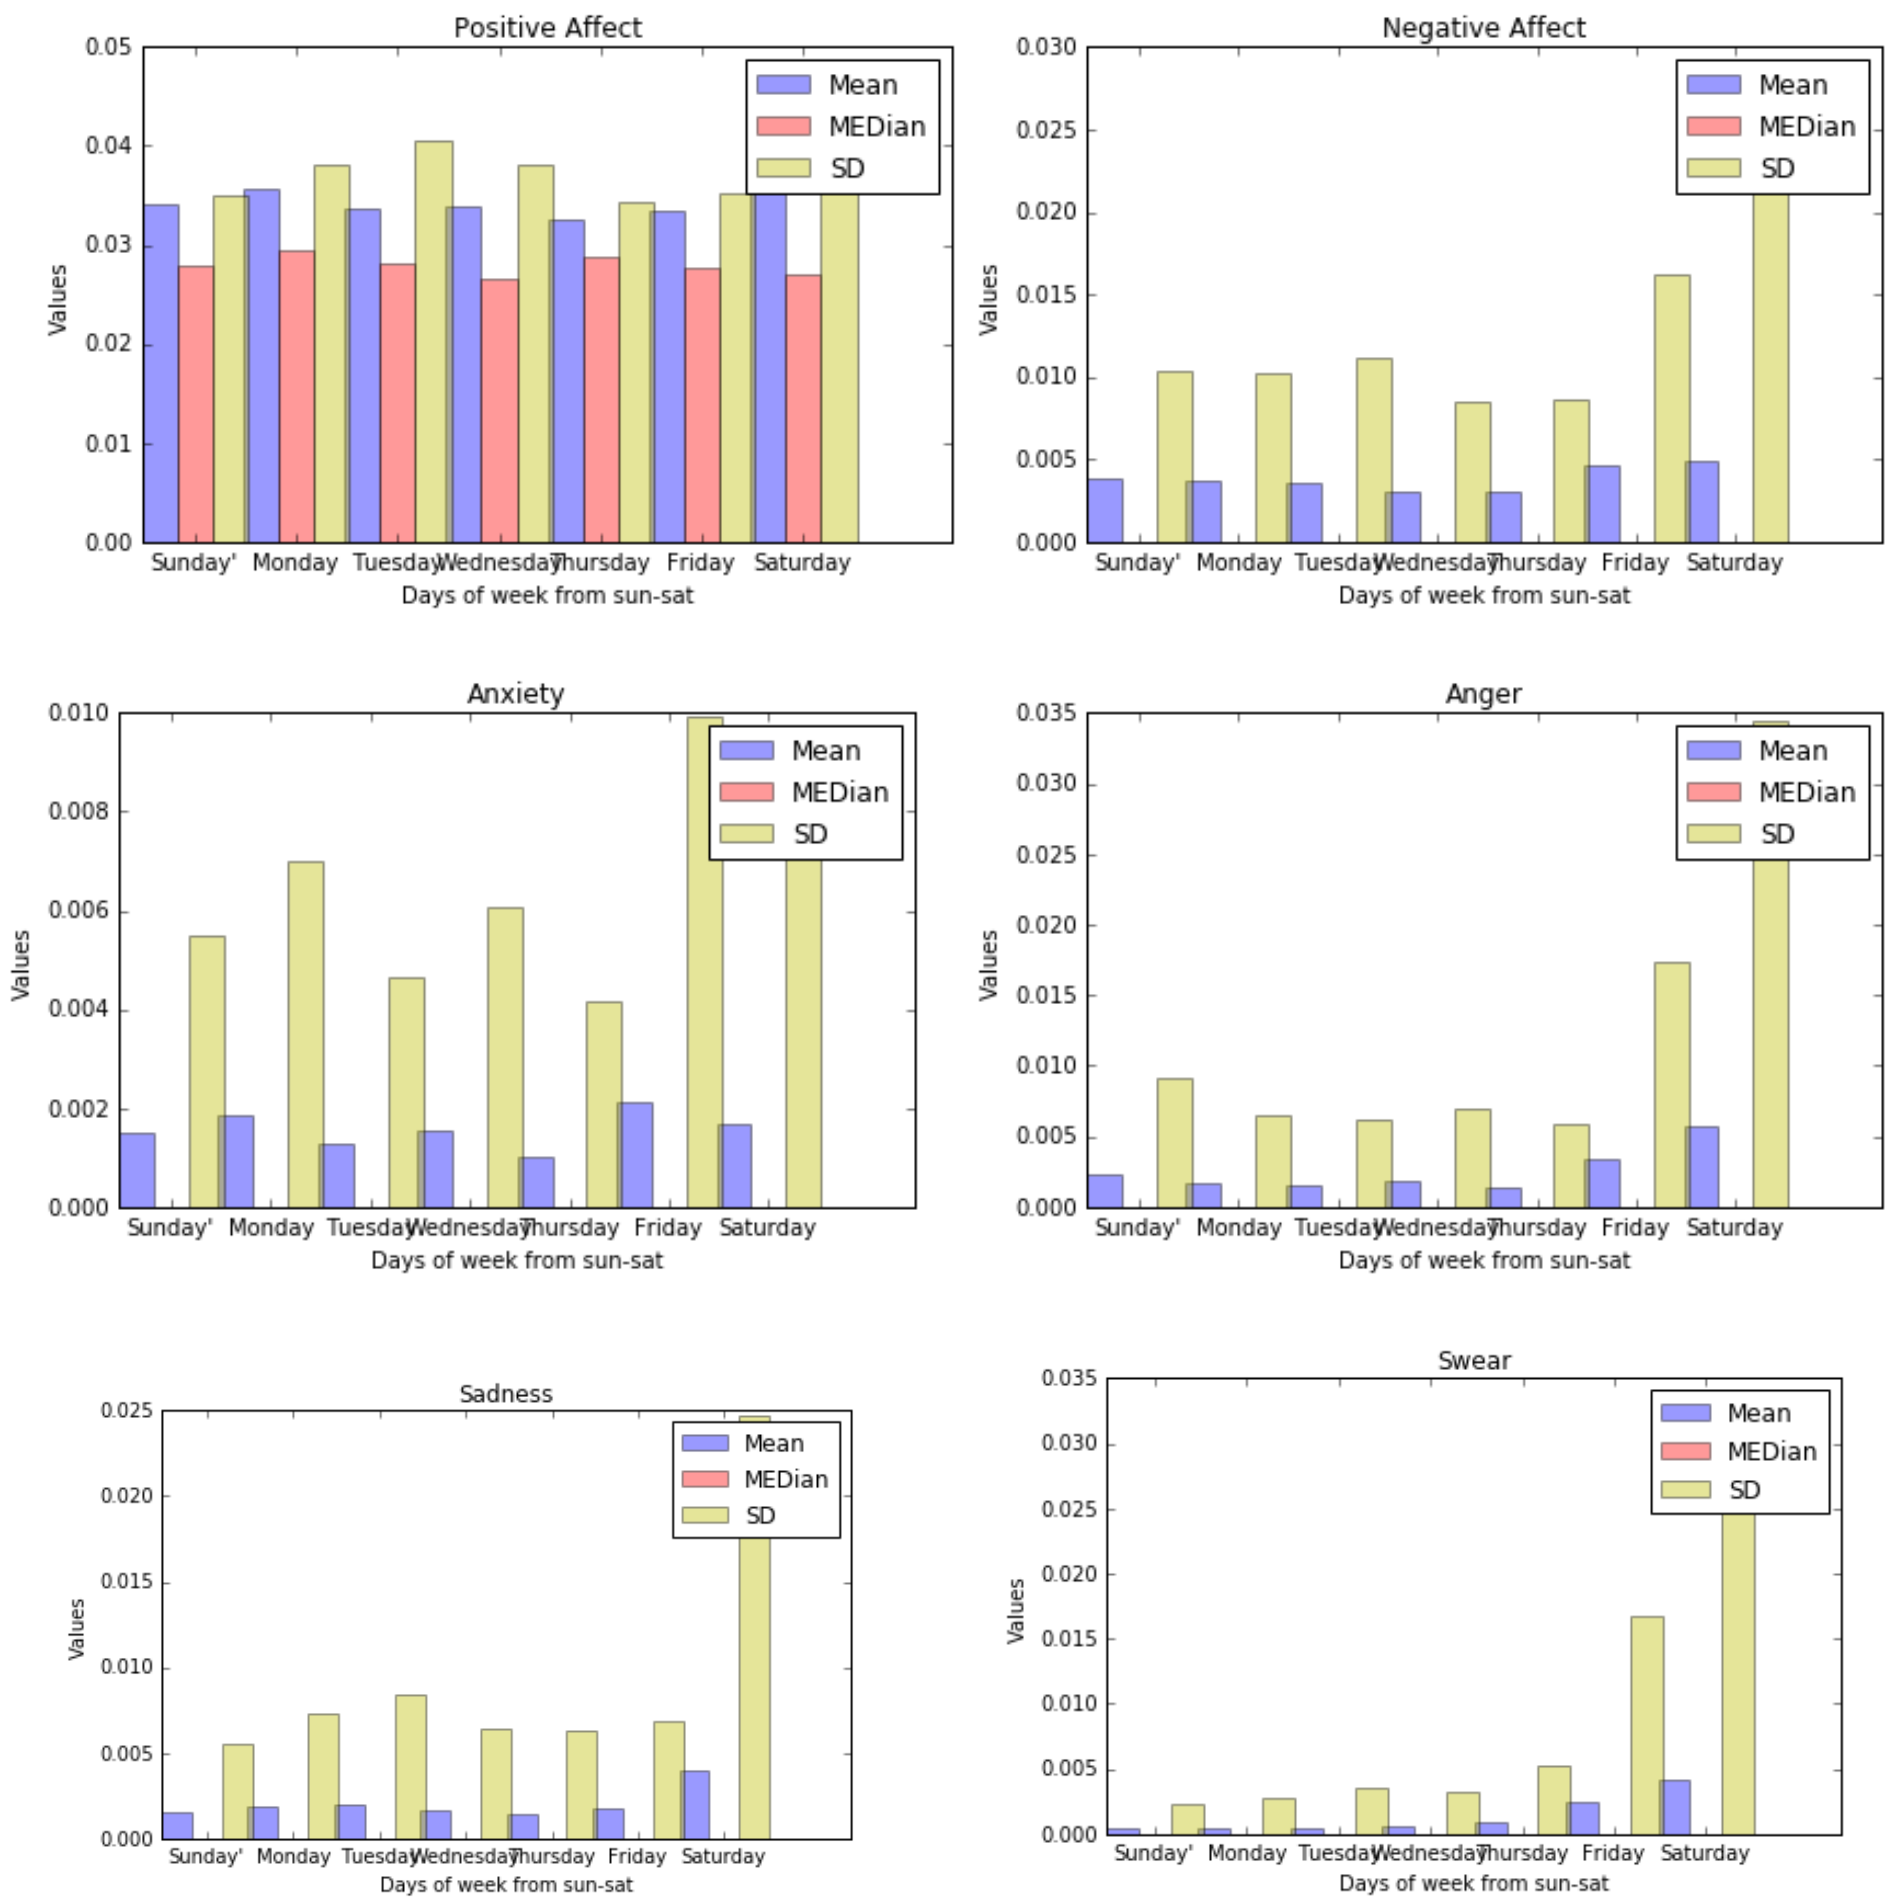 Positive Affect
0.05
0.04
0.03
0.02
0.01
0.00
Values
Mean
MEDian
SD
Sunday' Monday Tuesday Wednesday Thursday Friday Saturday
Days of week from sun-sat
Negative Affect
0.030
0.025
0.020
0.015
0.010
0.005
0.000
Values
Mean
MEDian
SD
Sunday' Monday Tuesday Wednesday Thursday Friday Saturday
Days of week from sun-sat
Anxiety
0.010
0.008
0.006
0.004
0.002
0.000
Values
Mean
MEDian
SD
Sunday' Monday Tuesday Wednesday Thursday Friday Saturday
Days of week from sun-sat
Anger
0.035
0.030
0.025
0.020
0.015
0.010
0.005
0.000
Values
Mean
MEDian
SD
Sunday' Monday Tuesday Wednesday Thursday Friday Saturday
Days of week from sun-sat
Sadness
0.025
0.020
0.015
0.010
0.005
0.000
Values
Mean
MEDian
SD
Sunday' Monday Tuesday Wednesday Thursday Friday Saturday
Days of week from sun-sat
Swear
0.035
0.030
0.025
0.020
0.015
0.010
0.005
0.000
Values
Mean
MEDian
SD
Sunday' Monday Tuesday Wednesday Thursday Friday Saturday
Days of week from sun-sat